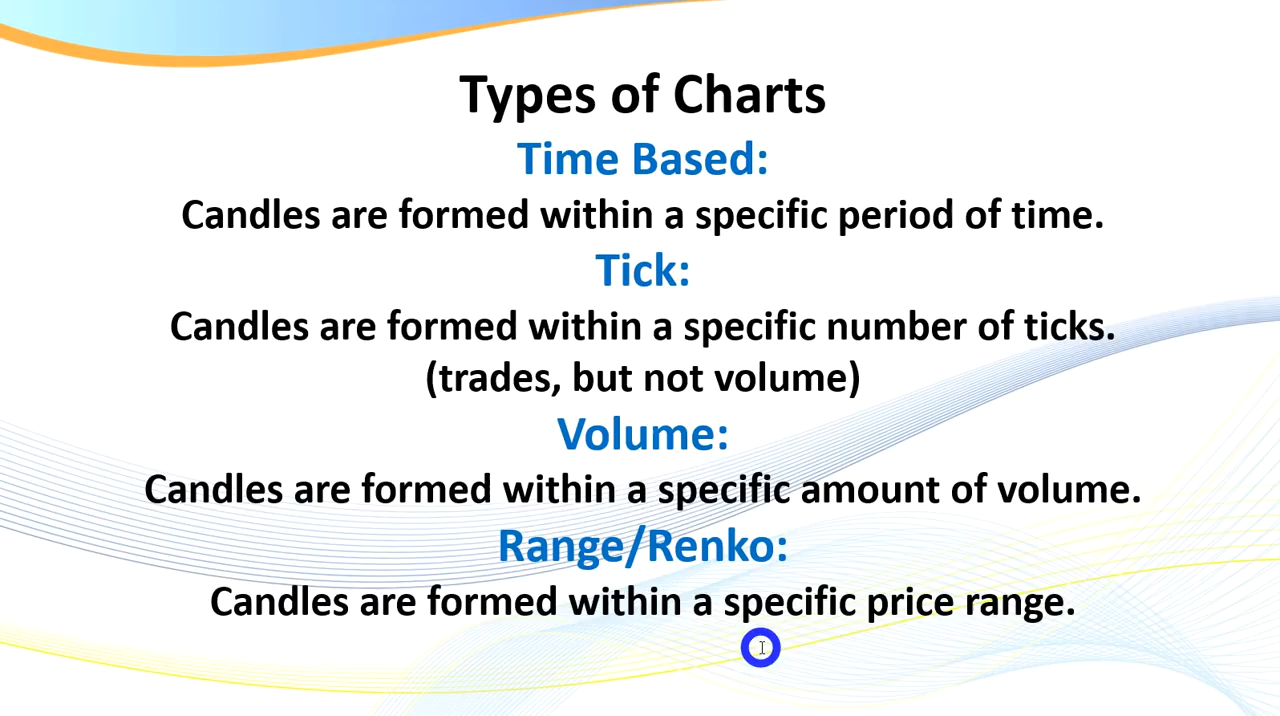 Types of Charts
Time Based:
Candles are formed within a specific period of time.
Tick:
Candles are formed within a specific number of ticks.
(trades, but not volume)
Volume:
Candles are formed within a specific amount of volume.
Range/Renko:
Candles are formed within a specific price range.